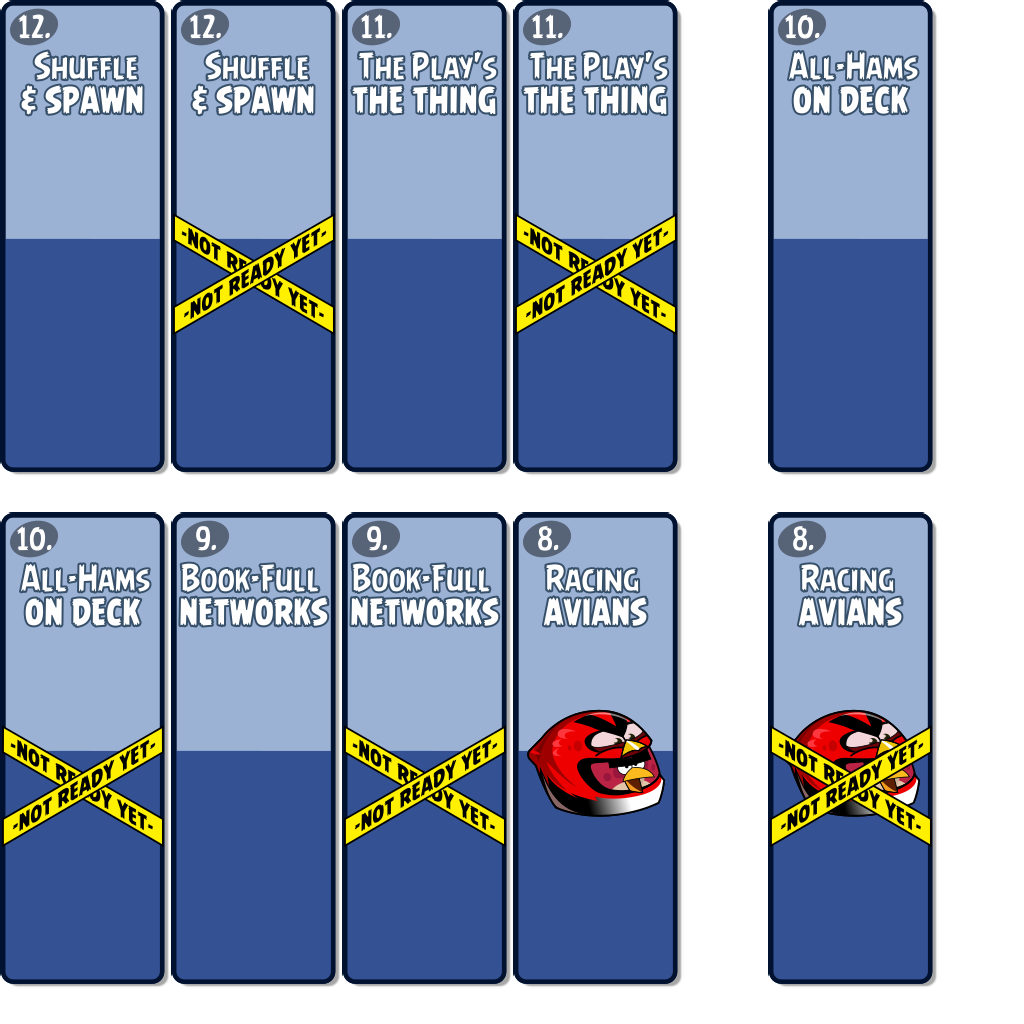 12.
Shuffle
& SPAWN
12.
Shuffle
& SPAWN
-NOT READY YET-
-NOT READY YET-
11.
The Play's
THE THING
11.
The Play's
THE THING
-NOT READY YET-
-NOT READY YET-
10.
All-Hams
ON DECK
10.
All-Hams
ON DECK
-NOT READY YET-
-NOT READY YET-
9.
Book-Full
NETWORKS
9.
Book-Full
NETWORKS
-NOT READY YET-
-NOT READY YET-
8.
Racing
AVIANS
8.
Racing
AVIANS
-NOT READY YET-
-NOT READY YET-